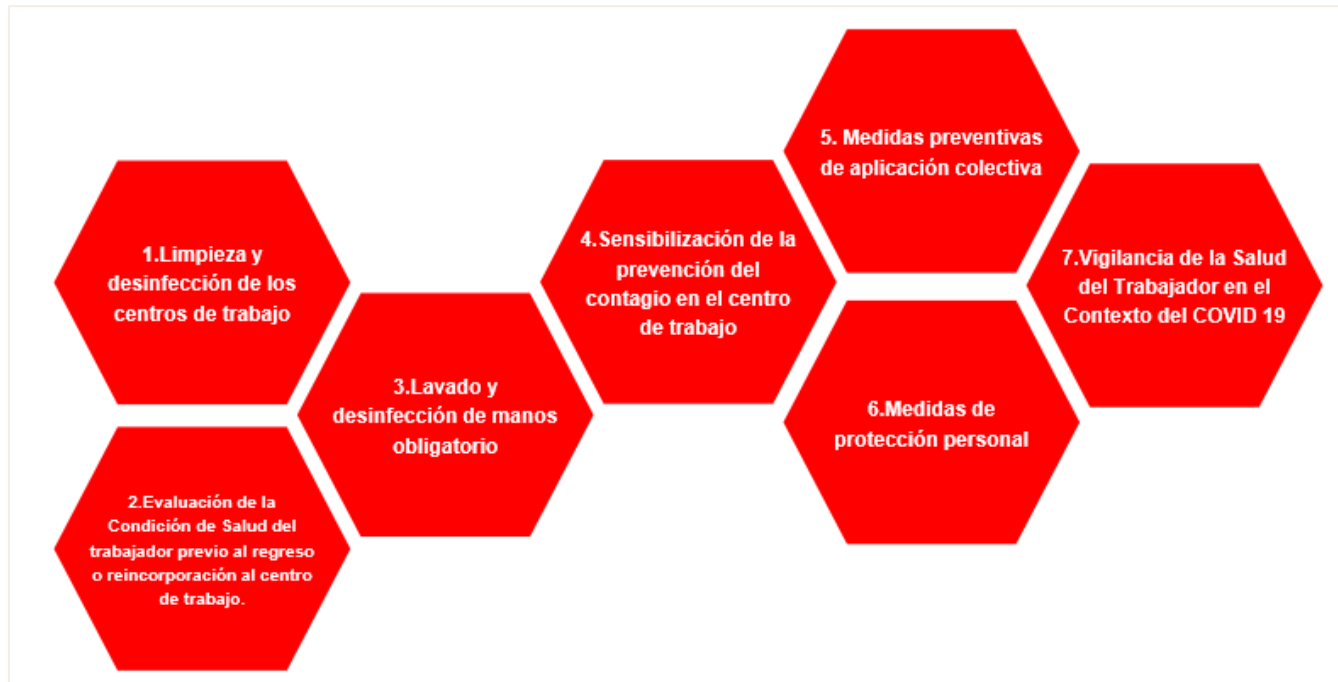 1.Limpieza y
desinfección de los
centros de trabajo
2.Evaluación de la
Condición de Salud del
trabajador previo al regreso
o reincorporación al centro
de trabajo.
3.Lavado y
desinfección de manos
obligatorio
4.Sensibilización de la
prevención del
contagio en el centro
de trabajo
5. Medidas preventivas
de aplicación colectiva
6.Medidas de
protección personal
7.Vigilancia de la Salud
del Trabajador en el
Contexto del COVID 19